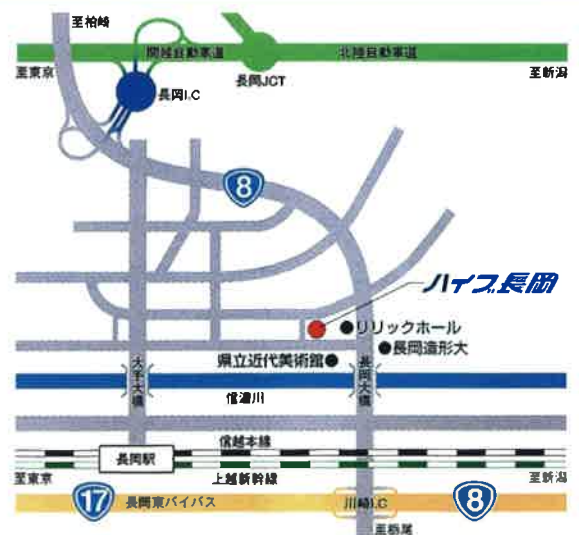 至柏崎
関越自動車道
北陸自動車道
至東京
長岡JCT
至新潟
長岡I.C
8
ハイブ長岡
リリックホール
長岡造形大
県立近代美術館
大手大橋
長岡大橋
信濃川
信越本線
長岡駅
至東京
上越新幹線
至新潟
17
長岡東バイパス
川崎I.C
8
至栃尾